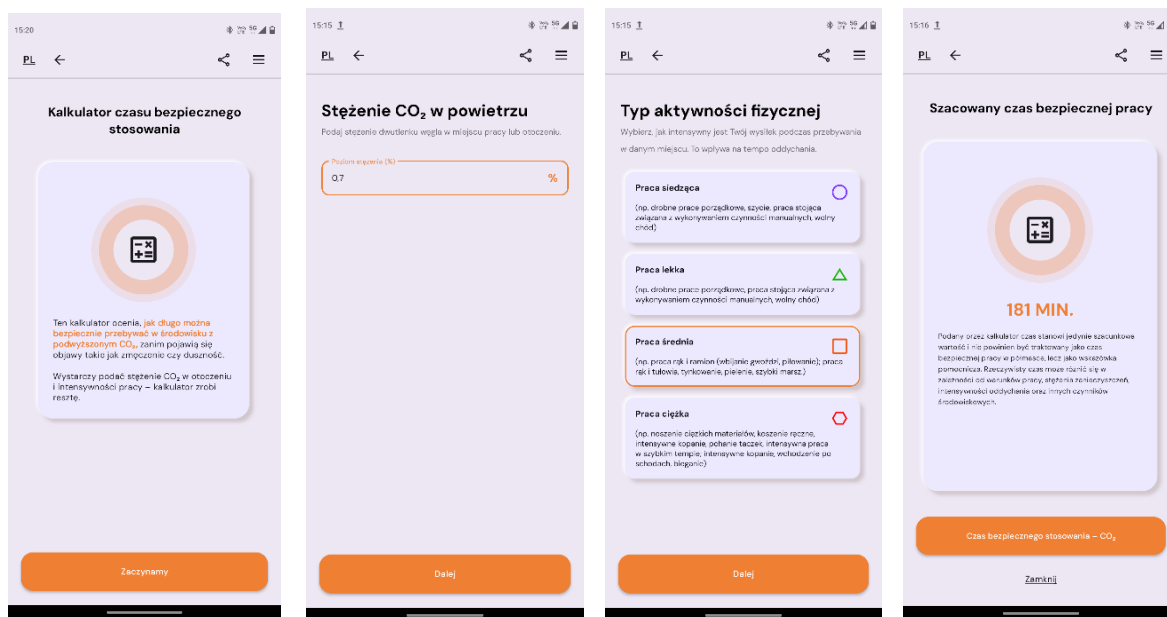 15:20
5G
PL
Kalkulator czasu bezpiecznego
stosowania
Ten kalkulator ocenia, jak długo można
bezpiecznie przebywać w środowisku z
podwyższonym CO₂, zanim pojawią się
objawy takie jak zmęczenie czy duszność.
Wystarczy podać stężenie CO₂ w otoczeniu
i intensywności pracy – kalkulator zrobi
resztę.
Zaczynamy
15:15
5G
PL
Stężenie CO₂ w powietrzu
Podaj stężenie dwutlenku węgla w miejscu pracy lub otoczeniu.
Poziom stężenia (%)
0,7 %
Dalej
15:15
5G
PL
Typ aktywności fizycznej
Wybierz, jak intensywny jest Twój wysiłek podczas przebywania
w danym miejscu. To wpływa na tempo oddychania.
Praca siedząca
(np. drobne prace porządkowe, szycie, praca stojąca
związana z wykonywaniem czynności manualnych, wolny
chód)
Praca lekka
(np. drobne prace porządkowe, praca stojąca związana z
wykonywaniem czynności manualnych, wolny chód)
Praca średnia
(np. praca rąk i ramion (wbijanie gwoździ, piłowanie); praca
rąk i tułowia, tynkowanie, pielenie, szybki marsz.)
Praca ciężka
(np. noszenie ciężkich materiałów, koszenie ręczne,
intensywne kopanie, pchanie taczek, intensywna praca
w szybkim tempie; intensywne kopanie, wchodzenie po
schodach, bieganie)
Dalej
15:16
5G
PL
Szacowany czas bezpiecznej pracy
181 MIN.
Podany przez kalkulator czas stanowi jedynie szacunkowe
wartość i nie powinien być traktowany jako czas
bezpiecznej pracy w półmasce, lecz jako wskazówka
pomocnicza. Rzeczywisty czas może różnić się w
zależności od warunków pracy, stężenia zanieczyszczeń,
intensywności oddychania oraz innych czynników
środowiskowych.
Czas bezpiecznego stosowania – CO₂
Zamknij